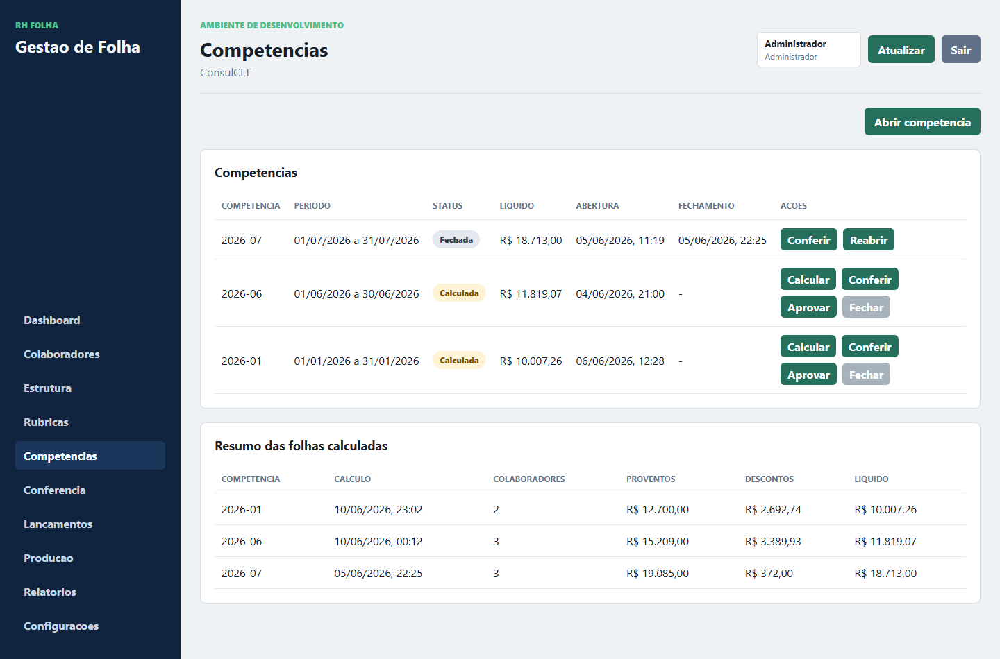 RH FOLHA
Gestao de Folha
Dashboard
Colaboradores
Estrutura
Rubricas
Competencias
Conferencia
Lancamentos
Producao
Relatorios
Configuracoes
AMBIENTE DE DESENVOLVIMENTO
Competencias
ConsulCLT
Administrador
Administrador
Atualizar
Sair
Abrir competencia
Competencias
COMPETENCIA PERIODO STATUS LIQUIDO ABERTURA FECHAMENTO ACOES
2026-07 01/07/2026 a 31/07/2026 Fechada R$ 18.713,00 05/06/2026, 11:19 05/06/2026, 22:25 Conferir Reabrir
2026-06 01/06/2026 a 30/06/2026 Calculada R$ 11.819,07 04/06/2026, 21:00 - Calcular Conferir
Aprovar Fechar
2026-01 01/01/2026 a 31/01/2026 Calculada R$ 10.007,26 06/06/2026, 12:28 - Calcular Conferir
Aprovar Fechar
Resumo das folhas calculadas
COMPETENCIA CALCULO COLABORADORES PROVENTOS DESCONTOS LIQUIDO
2026-01 10/06/2026, 23:02 2 R$ 12.700,00 R$ 2.692,74 R$ 10.007,26
2026-06 10/06/2026, 00:12 3 R$ 15.209,00 R$ 3.389,93 R$ 11.819,07
2026-07 05/06/2026, 22:25 3 R$ 19.085,00 R$ 372,00 R$ 18.713,00